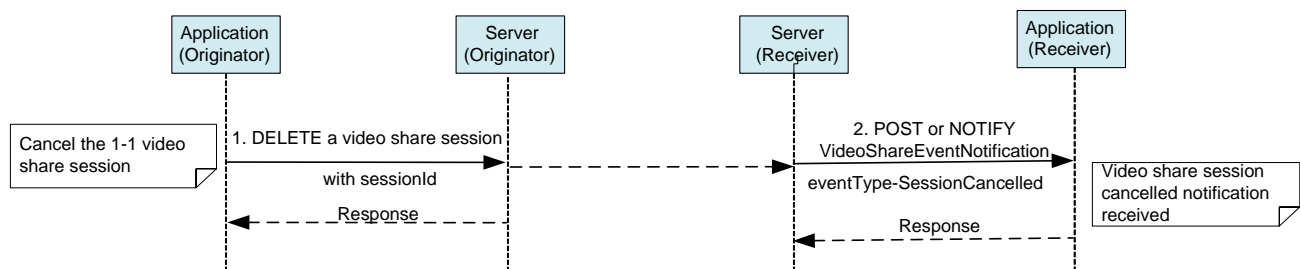 Application
(Originator)
Server
(Originator)
Server
(Receiver)
Application
(Receiver)
Cancel the 1-1 video
share session
1. DELETE a video share session
with sessionId
Response
2. POST or NOTIFY
VideoShareEventNotification
eventType-SessionCancelled
Response
Video share session
cancelled notification
received